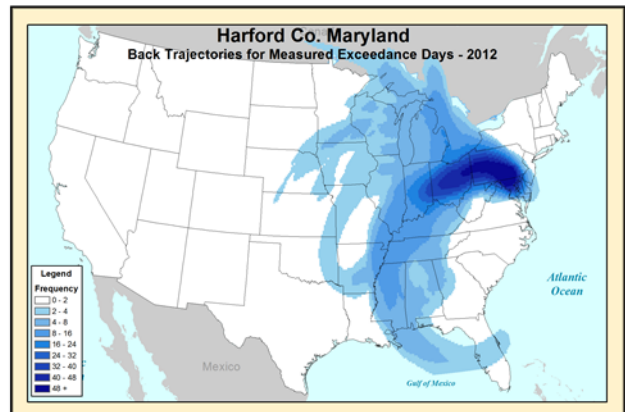 Harford Co. Maryland
Back Trajectories for Measured Exceedance Days - 2012
Legend
Frequency
0 - 2
2 - 4
4 - 8
8 - 16
16 - 24
24 - 32
32 - 40
40 - 48
48 +
Atlantic
Ocean
Mexico
Gulf of Mexico